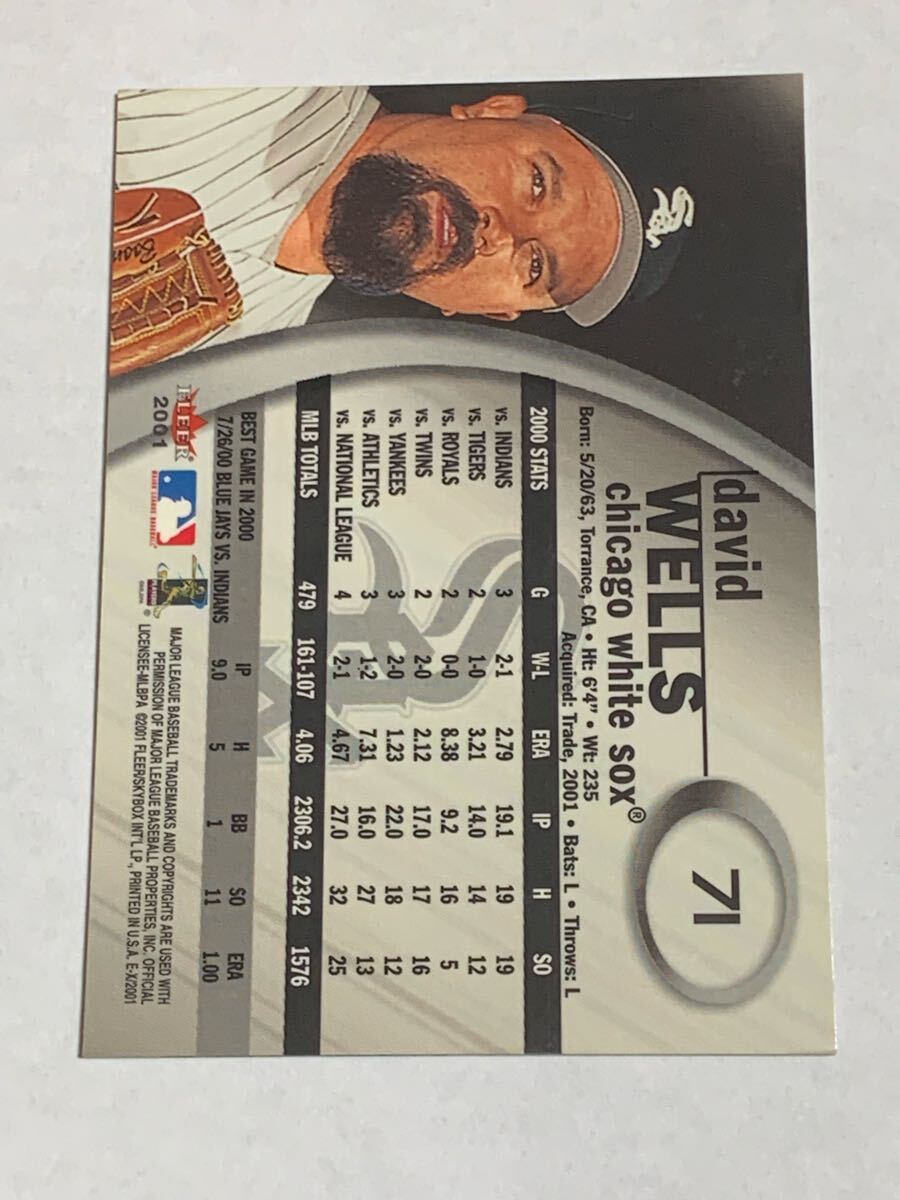 david
WELLS
chicago white sox®
71
Born: 5/20/63, Torrance, CA • Ht: 6'4" • Wt: 235
Acquired: Trade, 2001 • Bats: L • Throws: L
2000 STATS G W-L ERA IP H SO
vs. INDIANS 3 2-1 2.79 19.1 19 19
vs. TIGERS 2 1-0 3.21 14.0 14 12
vs. ROYALS 2 0-0 8.38 9.2 16 5
vs. TWINS 2 2-0 2.12 17.0 17 16
vs. YANKEES 3 2-0 1.23 22.0 18 12
vs. ATHLETICS 3 1-2 7.31 16.0 27 13
vs. NATIONAL LEAGUE 4 2-1 4.67 27.0 32 25
MLB TOTALS 479 161-107 4.06 2306.2 2342 1576
BEST GAME IN 2000 IP H BB SO ERA
7/26/00 BLUE JAYS VS. INDIANS 9.0 5 1 11 1.00
FLEER
2001
MAJOR LEAGUE BASEBALL
MAJOR LEAGUE BASEBALL TRADEMARKS AND COPYRIGHTS ARE USED WITH
PERMISSION OF MAJOR LEAGUE BASEBALL PROPERTIES, INC. OFFICIAL
LICENSEE-MLBPA ©2001 FLEER/SKYBOX INT'L LP., PRINTED IN U.S.A. E-X/2001